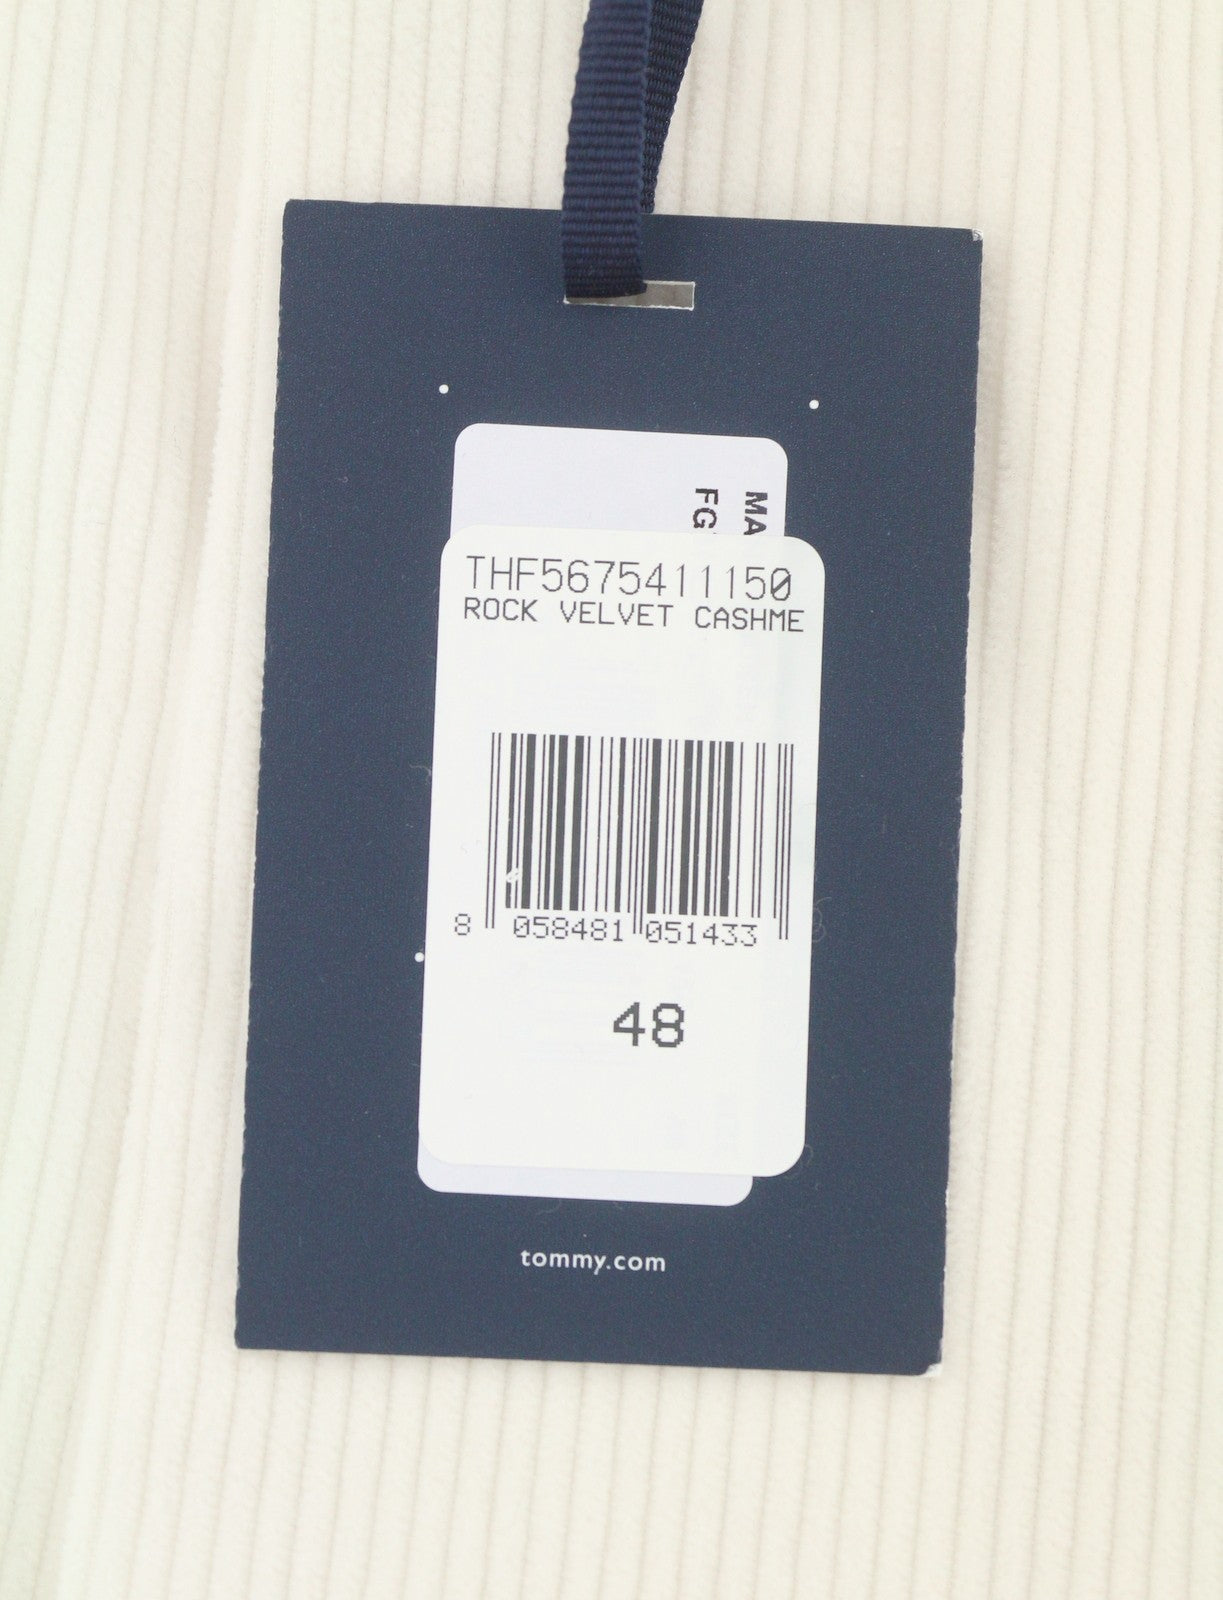 MA
FG
THF5675411150
ROCK VELVET CASHME
8 058481 051433
48
tommy.com